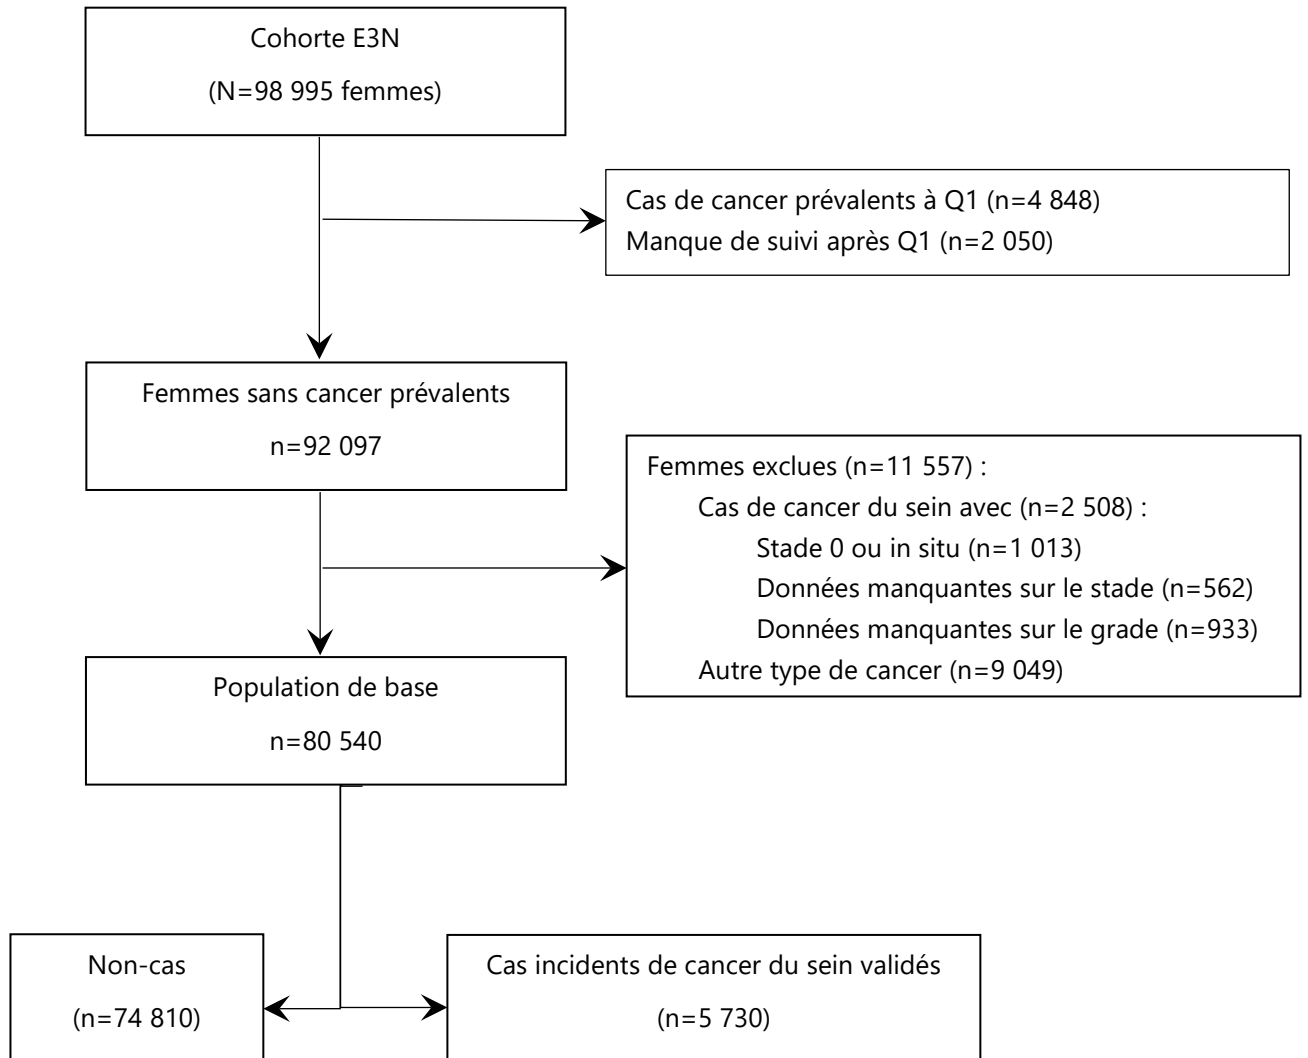 Cohorte E3N
(N=98 995 femmes)
Cas de cancer prévalents à Q1 (n=4 848)
Manque de suivi après Q1 (n=2 050)
Femmes sans cancer prévalents
n=92 097
Femmes exclues (n=11 557) :
Cas de cancer du sein avec (n=2 508) :
Stade 0 ou in situ (n=1 013)
Données manquantes sur le stade (n=562)
Données manquantes sur le grade (n=933)
Autre type de cancer (n=9 049)
Population de base
n=80 540
Non-cas
(n=74 810)
Cas incidents de cancer du sein validés
(n=5 730)